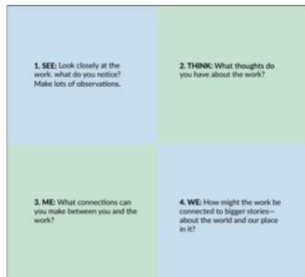 1. SEE: Look closely at the
work. what do you notice?
Make lots of observations.
2. THINK: What thoughts do
you have about the work?
3. ME: What connections can
you make between you and the
work?
4. WE: How might the work be
connected to bigger stories—
about the world and our place
in it?